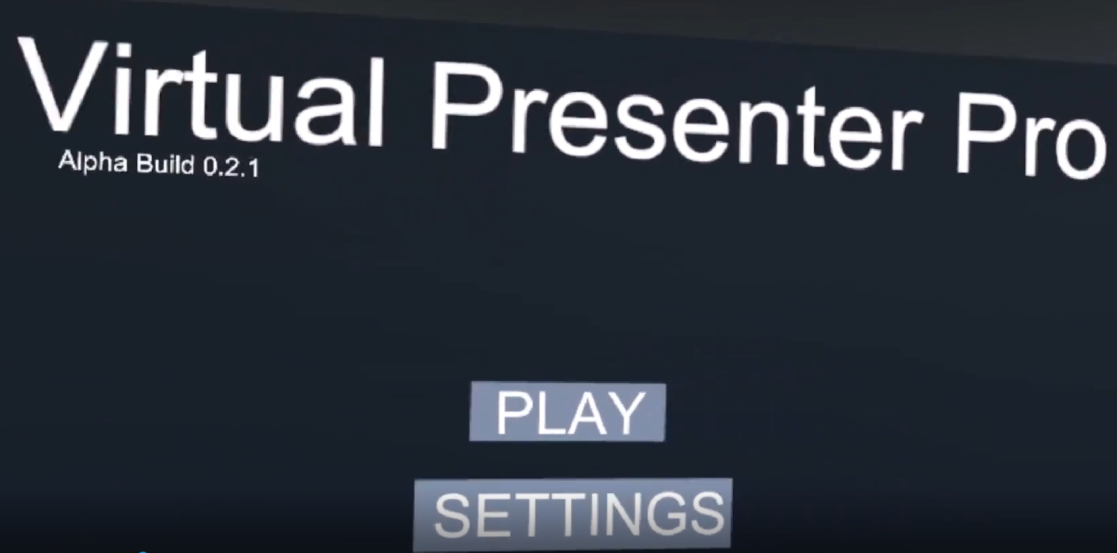 Virtual Presenter Pro
Alpha Build 0.2.1
PLAY
SETTINGS